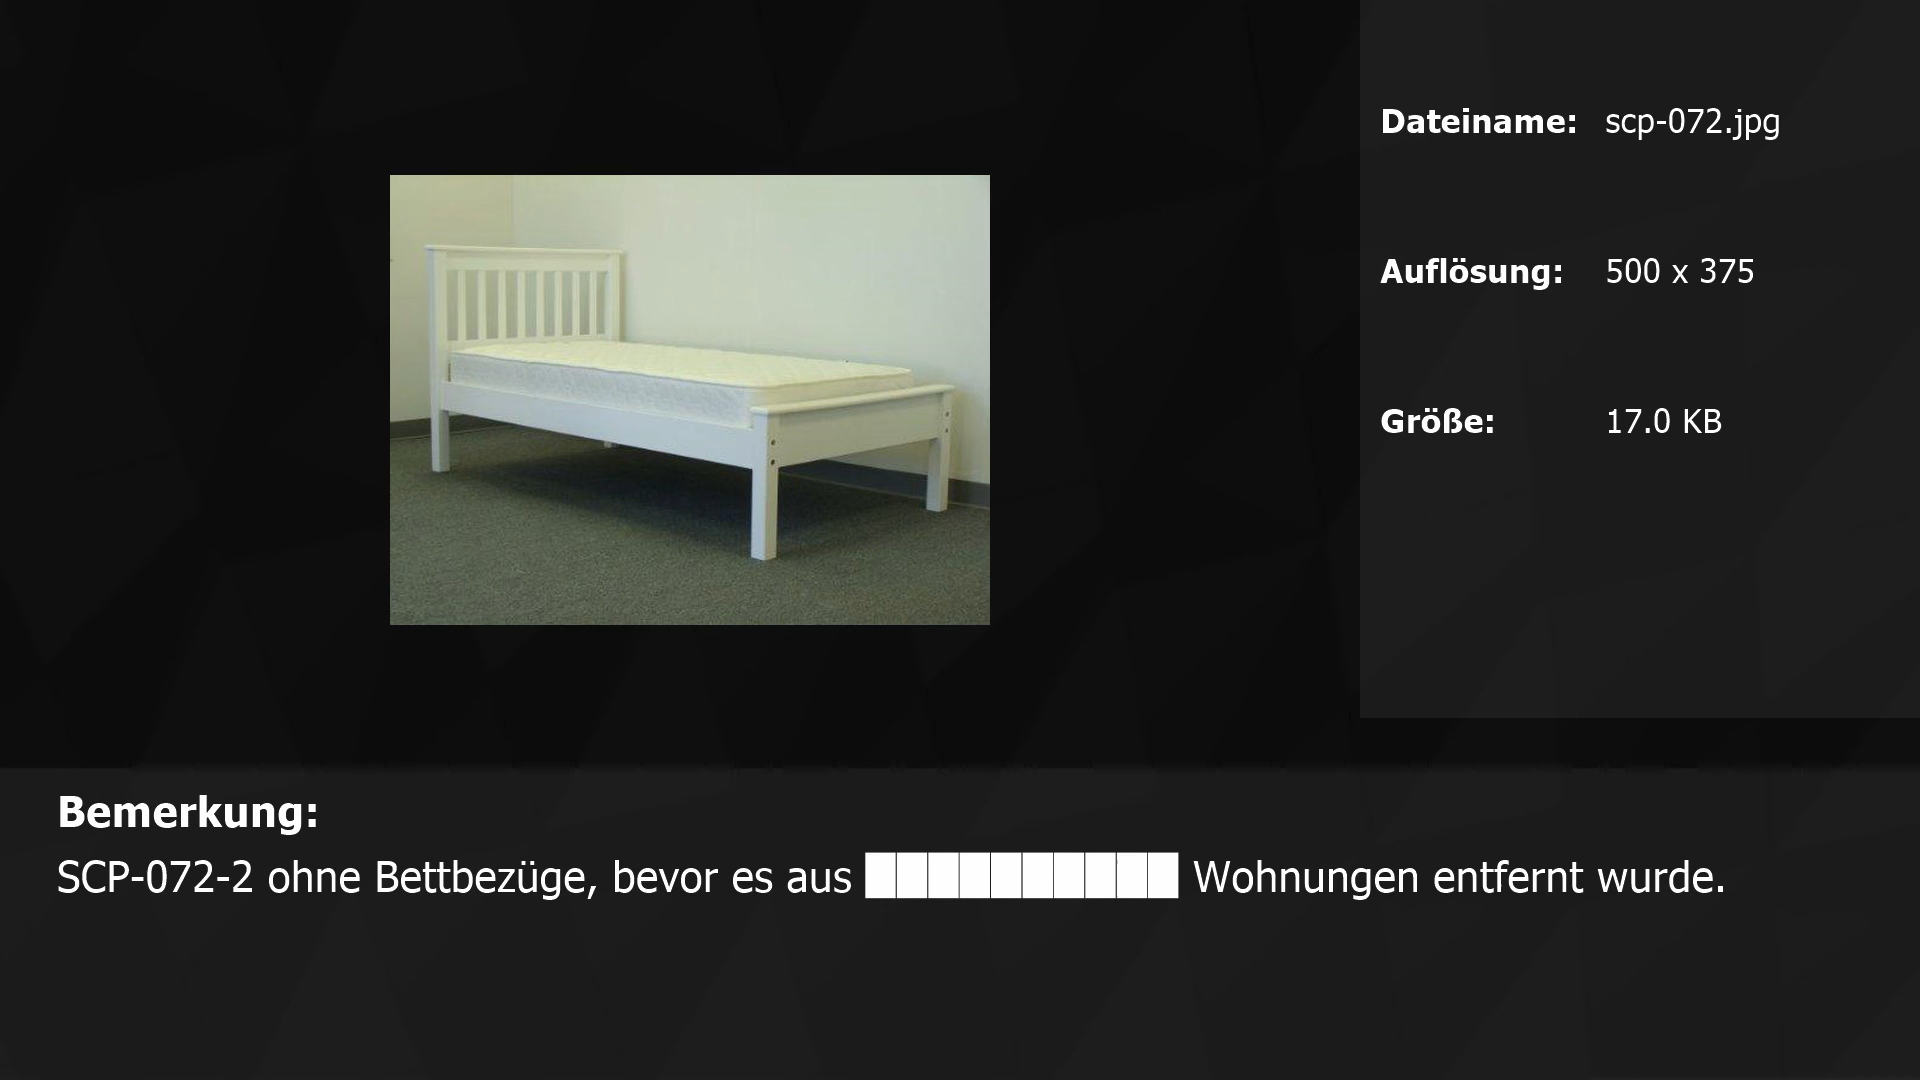 Dateiname: scp-072.jpg
Auflösung: 500 x 375
Größe: 17.0 KB
Bemerkung:
SCP-072-2 ohne Bettbezüge, bevor es aus ██████████ Wohnungen entfernt wurde.